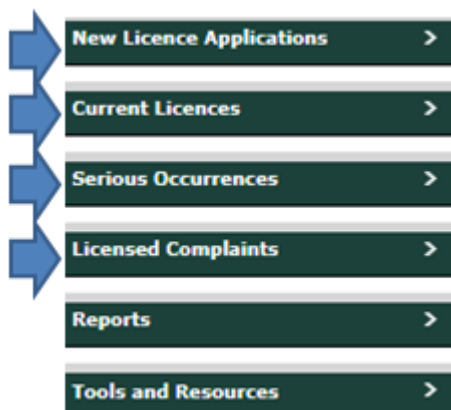 New Licence Applications >
Current Licences >
Serious Occurrences >
Licensed Complaints >
Reports >
Tools and Resources >